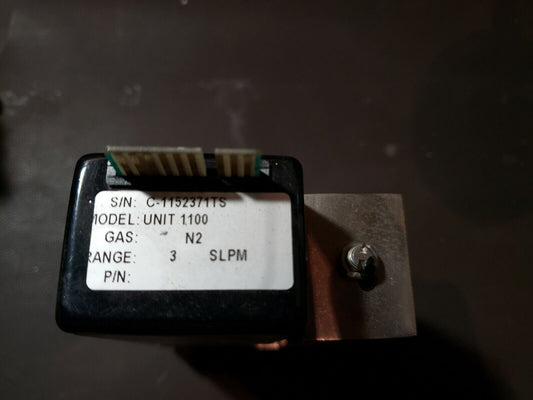 S/N: C-1152371TS
MODEL: UNIT 1100
GAS: N2
RANGE: 3 SLPM
P/N: